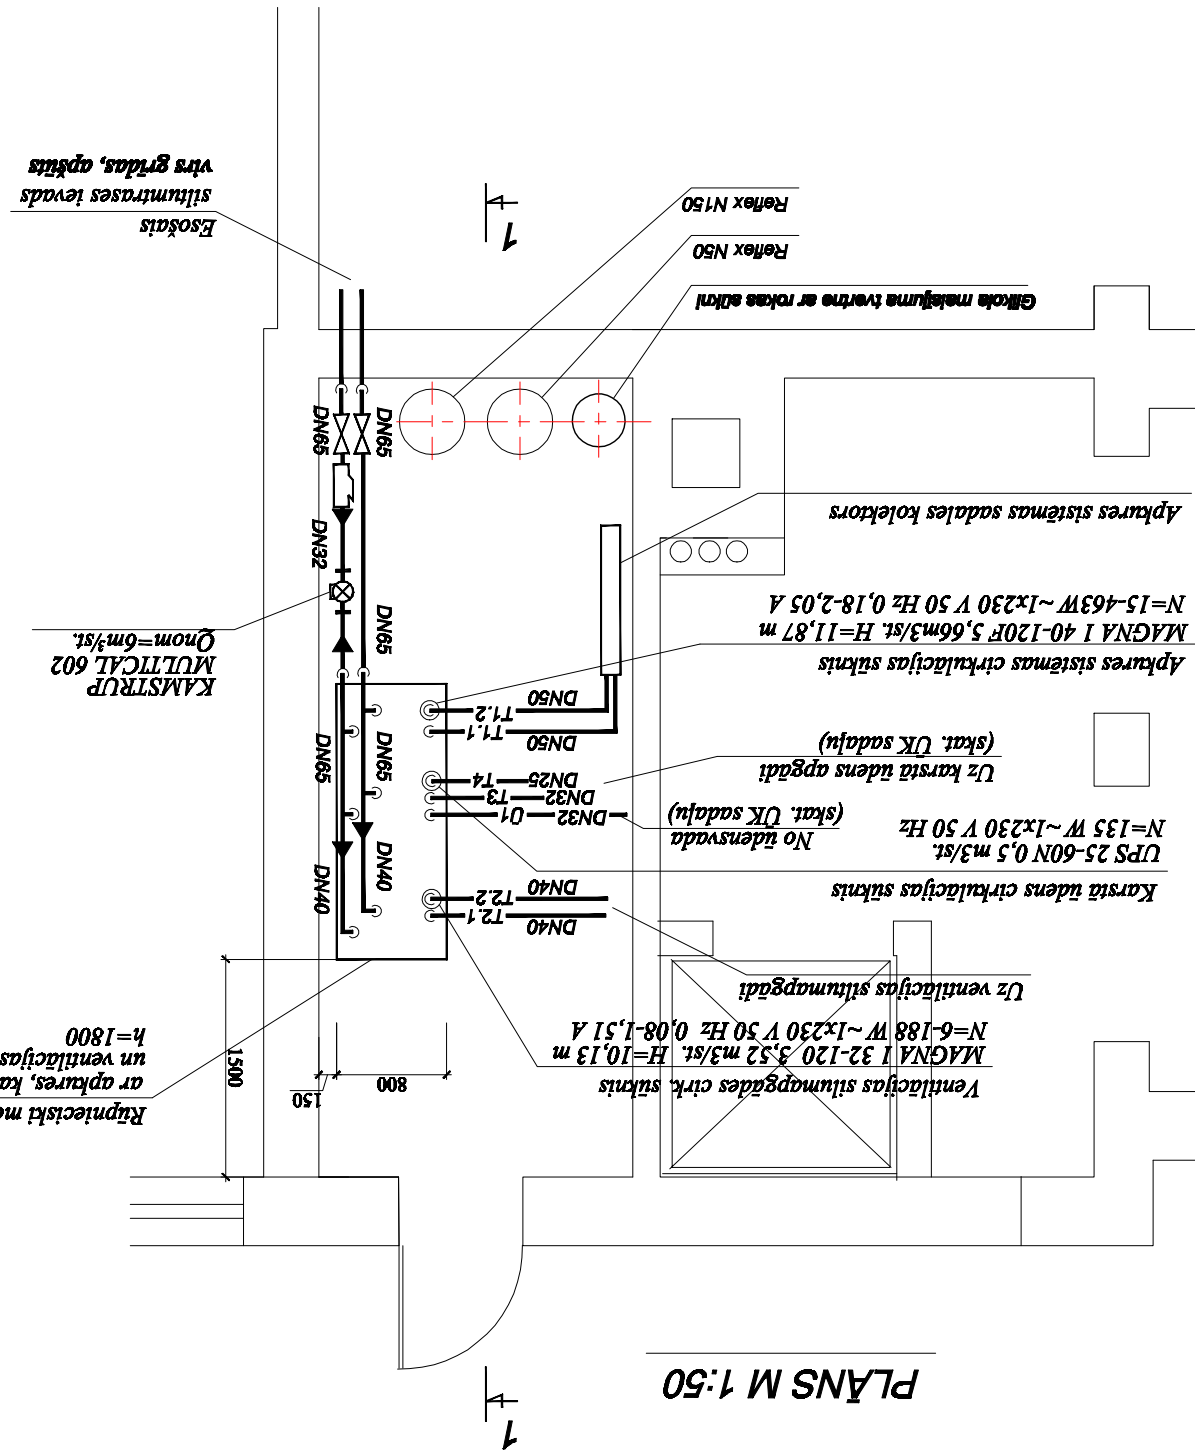 PLĀNS M 1:50
1
1
Rūpnieciski
ar apkures,
un ventilācijas
h=1800
1500
150
800
Ventilācijas silumapgādes cirk. sūknis
MAGNA 1 32-120 3,52 m3/st. H=10,13 m
N=6-188 W ~1x230 V 50 Hz 0,08-1,51 A
Uz ventilācijas siltumapgādi
DN40
T2.1
T2.2
DN40
Karstā ūdens cirkulācijas sūknis
UPS 25-60N 0,5 m3/st.
N=135 W ~1x230 V 50 Hz
No ūdensvada
(skat. ŪK sadaļu)
Uz karstā ūdens apgādi
(skat. ŪK sadaļu)
DN32
Ū1
DN32
T3
DN25
T4
DN50
T1.1
T1.2
DN50
Apkures sistēmas cirkulācijas sūknis
MAGNA 1 40-120F 5,66m3/st. H=11,87 m
N=15-463W ~1x230 V 50 Hz 0,18-2,05 A
Apkures sistēmas sadales kolektors
DN40
DN40
DN65
DN65
DN65
DN32
DN65
DN65
KAMSTRUP
MULTICAL 602
Qnom=6m³/st.
Glikola maisījuma tvertne ar rokas sūkni
Reflex N50
Reflex N150
Esošais
siltumtrases ievads
virs grīdas, apšūts